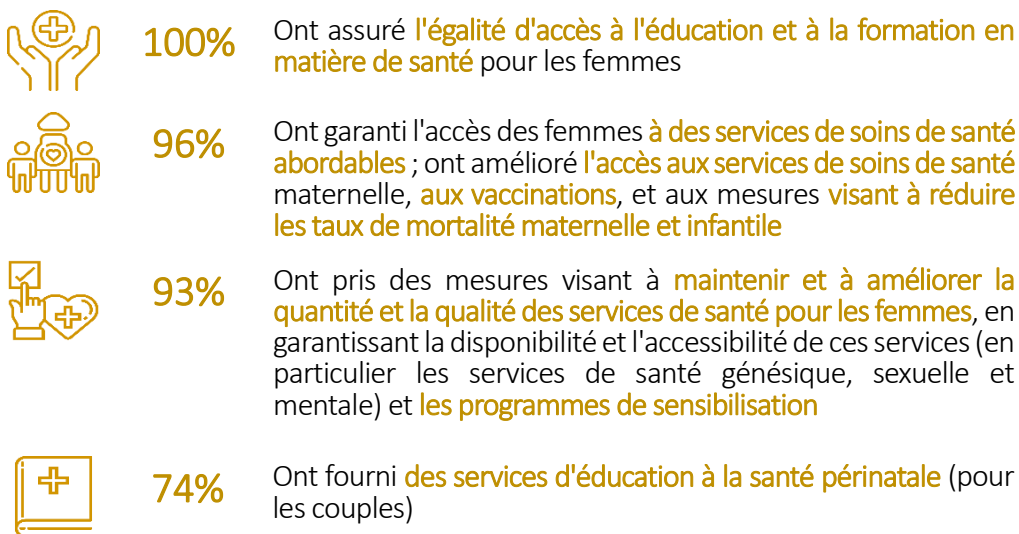 100%
Ont assuré l'égalité d'accès à l'éducation et à la formation en
matière de santé pour les femmes
96%
Ont garanti l'accès des femmes à des services de soins de santé
abordables ; ont amélioré l'accès aux services de soins de santé
maternelle, aux vaccinations, et aux mesures visant à réduire
les taux de mortalité maternelle et infantile
93%
Ont pris des mesures visant à maintenir et à améliorer la
quantité et la qualité des services de santé pour les femmes, en
garantissant la disponibilité et l'accessibilité de ces services (en
particulier les services de santé génésique, sexuelle et
mentale) et les programmes de sensibilisation
74%
Ont fourni des services d'éducation à la santé périnatale (pour
les couples)